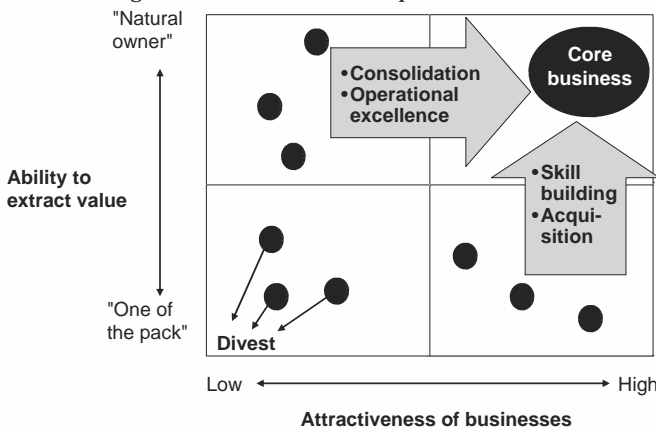 "Natural
owner"
Core
business
•Consolidation
•Operational
excellence
•Skill
building
•Acqui-
sition
Ability to
extract value
"One of
the pack"
Divest
Low
High
Attractiveness of businesses